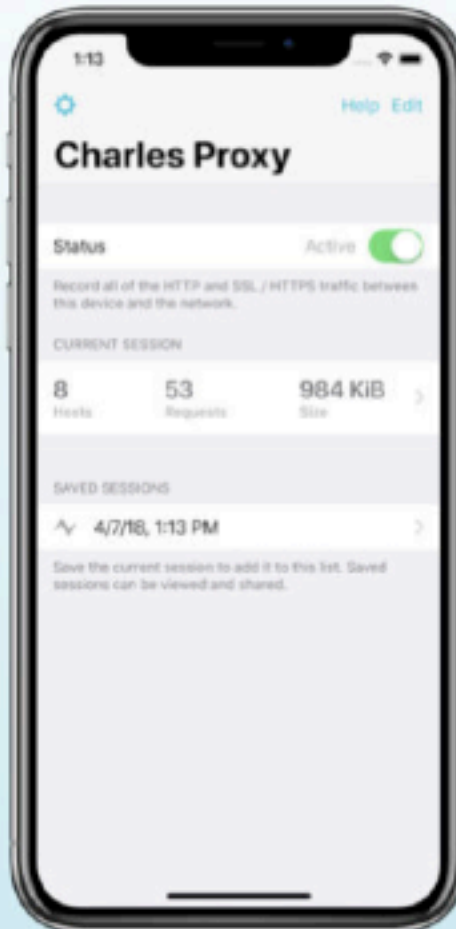 1:13
Help Edit
Charles Proxy
Status Active
Record all of the HTTP and SSL / HTTPS traffic between
this device and the network.
CURRENT SESSION
8 53 984 KiB
Hosts Requests Size
SAVED SESSIONS
4/7/18, 1:13 PM
Save the current session to add it to this list. Saved
sessions can be viewed and shared.